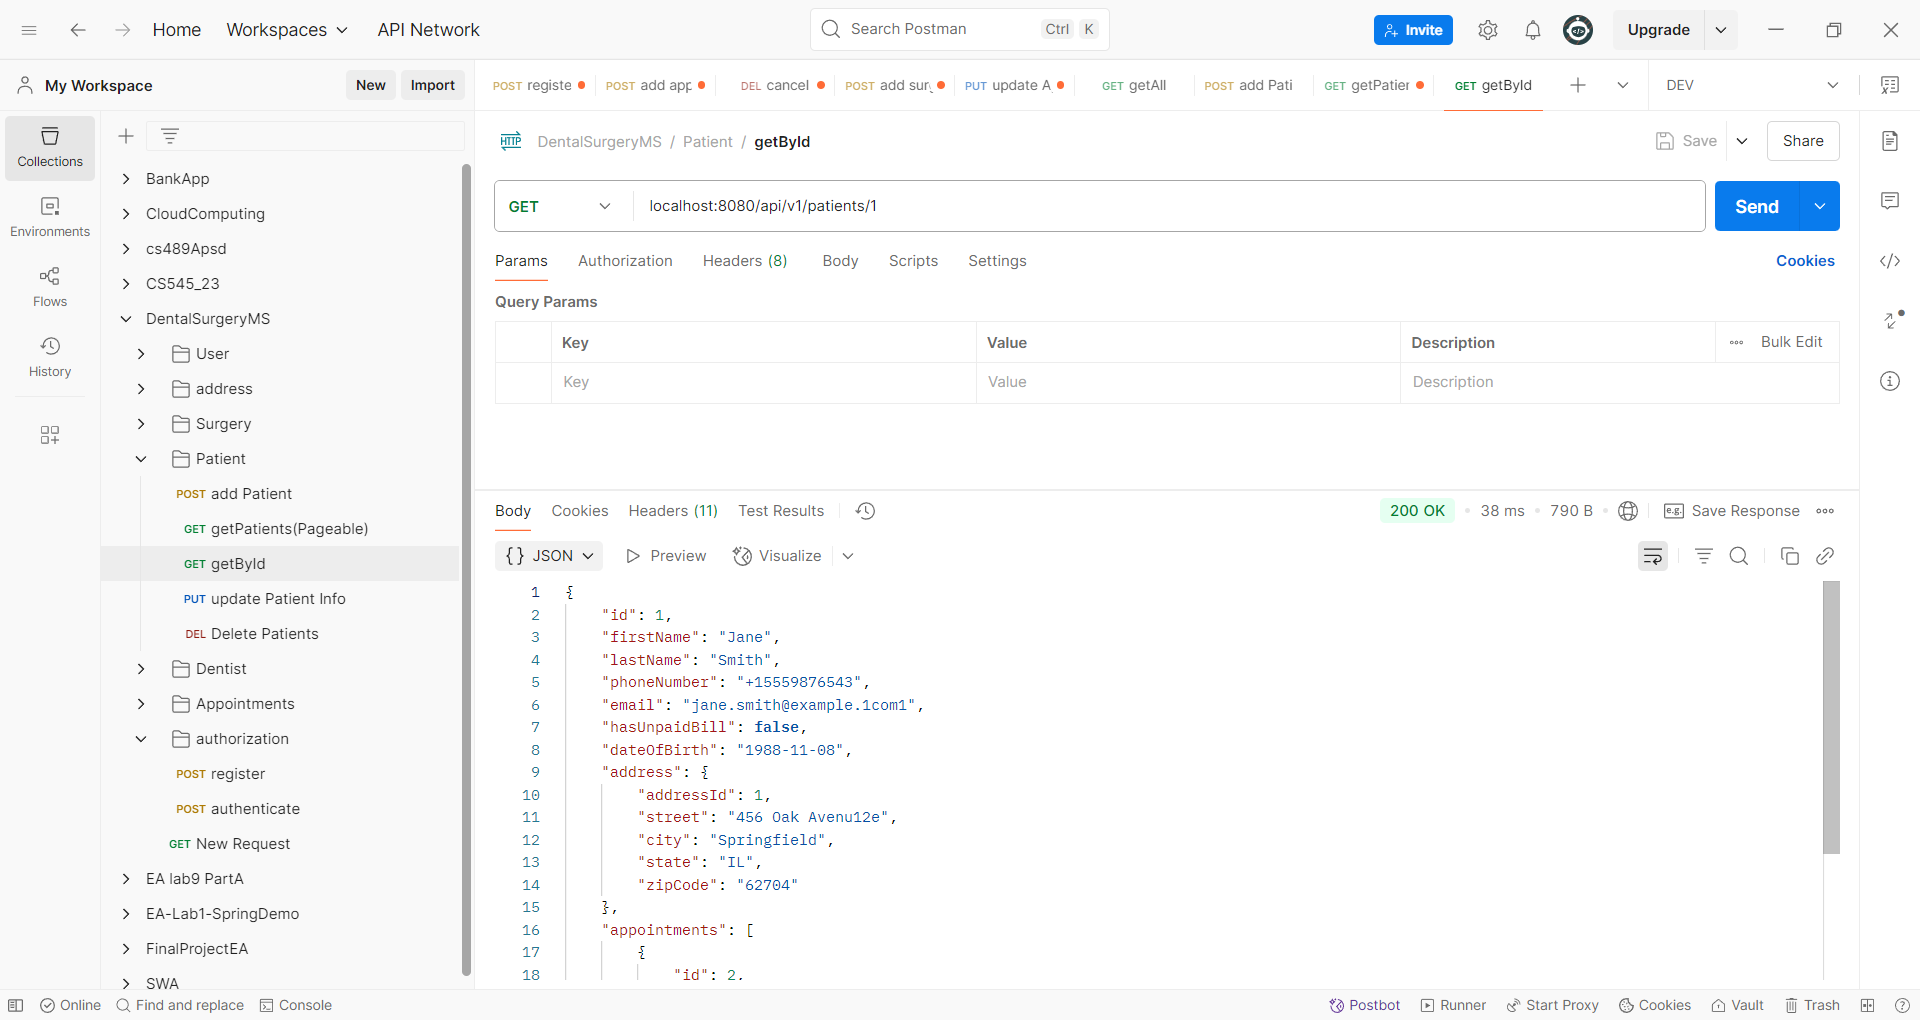 Home Workspaces API Network Search Postman Ctrl K Invite Upgrade
My Workspace New Import
POST registe POST add app DEL cancel POST add sur PUT update A GET getAll POST add Pati GET getPatier GET getById DEV
Collections
Environments
Flows
History
BankApp
CloudComputing
cs489Apsd
CS545_23
DentalSurgeryMS
User
address
Surgery
Patient
POST add Patient
GET getPatients(Pageable)
GET getById
PUT update Patient Info
DEL Delete Patients
Dentist
Appointments
authorization
POST register
POST authenticate
GET New Request
EA lab9 PartA
EA-Lab1-SpringDemo
FinalProjectEA
SWA
HTTP DentalSurgeryMS / Patient / getById Save Share
GET localhost:8080/api/v1/patients/1 Send
Params Authorization Headers (8) Body Scripts Settings Cookies
Query Params
Key Value Description Bulk Edit
Key Value Description
Body Cookies Headers (11) Test Results 200 OK 38 ms 790 B e.g. Save Response
{} JSON Preview Visualize
1 {
2 "id": 1,
3 "firstName": "Jane",
4 "lastName": "Smith",
5 "phoneNumber": "+15559876543",
6 "email": "jane.smith@example.1com1",
7 "hasUnpaidBill": false,
8 "dateOfBirth": "1988-11-08",
9 "address": {
10 "addressId": 1,
11 "street": "456 Oak Avenu12e",
12 "city": "Springfield",
13 "state": "IL",
14 "zipCode": "62704"
15 },
16 "appointments": [
17 {
18 "id": 2,
Online Find and replace Console Postbot Runner Start Proxy Cookies Vault Trash